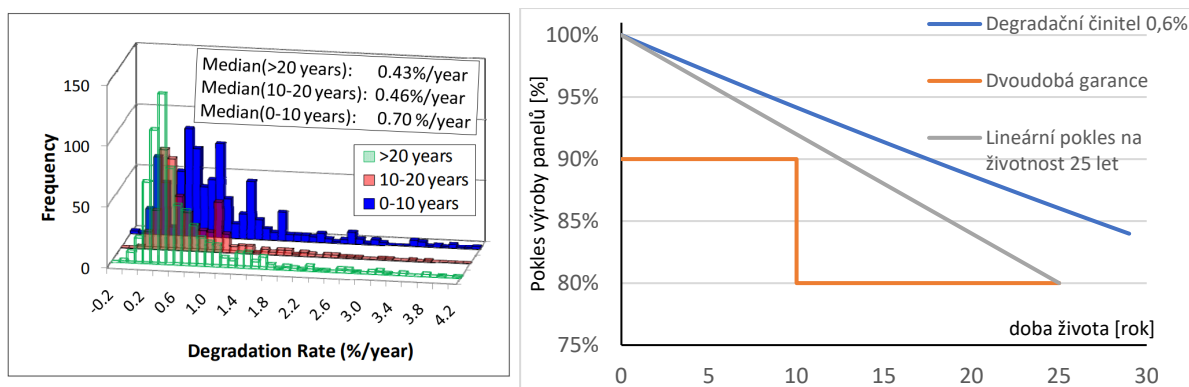 Median(>20 years): 0.43%/year
Median(10-20 years): 0.46%/year
Median(0-10 years): 0.70 %/year
>20 years
10-20 years
0-10 years
Frequency
150
100
50
0
-0.2
0.2
0.6
1.0
1.4
1.8
2.2
2.6
3.0
3.4
3.8
4.2
Degradation Rate (%/year)
Pokles výroby panelů [%]
100%
95%
90%
85%
80%
75%
Degradační činitel 0,6%
Dvoudobá garance
Lineární pokles na
životnost 25 let
doba života [rok]
0
5
10
15
20
25
30